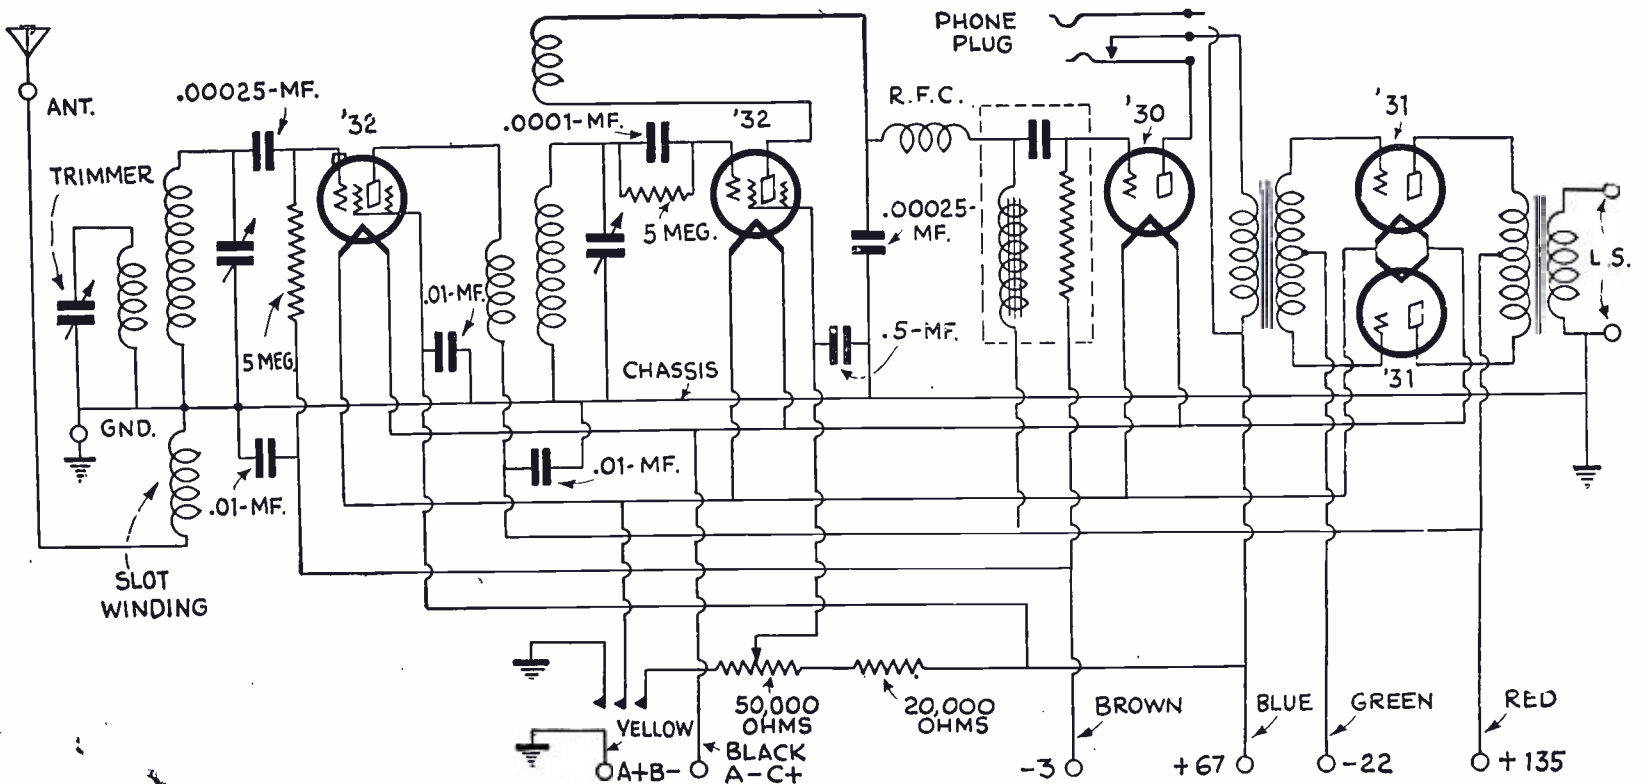 PHONE
PLUG
ANT.
.00025-MF.
'32
.0001-MF.
'32
R.F.C.
'30
'31
TRIMMER
5 MEG.
.00025-
MF.
L.S.
.01-MF.
.5-MF.
5 MEG.
CHASSIS
'31
GND.
.01-MF.
.01-MF.
SLOT
WINDING
50,000
OHMS
20,000
OHMS
BROWN
BLUE
GREEN
RED
YELLOW
BLACK
A+B-
A-C+
-3
+67
-22
+135